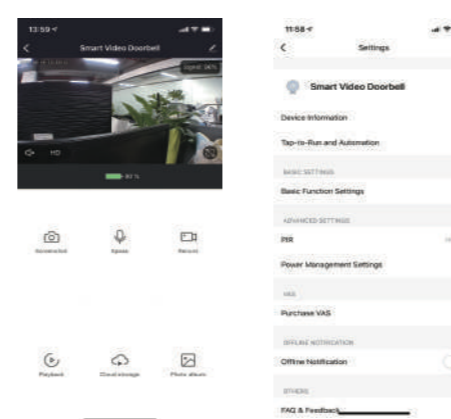 13:59
Smart Video Doorbell
HD
Screenshot
Speak
Record
Playback
Cloud storage
Photo album
11:58
Settings
Smart Video Doorbell
Device Information
Tap-to-Run and Automation
BASIC SETTINGS
Basic Function Settings
ADVANCED SETTINGS
PIR
Power Management Settings
VAS
Purchase VAS
OFFLINE NOTIFICATION
Offline Notification
OTHERS
FAQ & Feedback